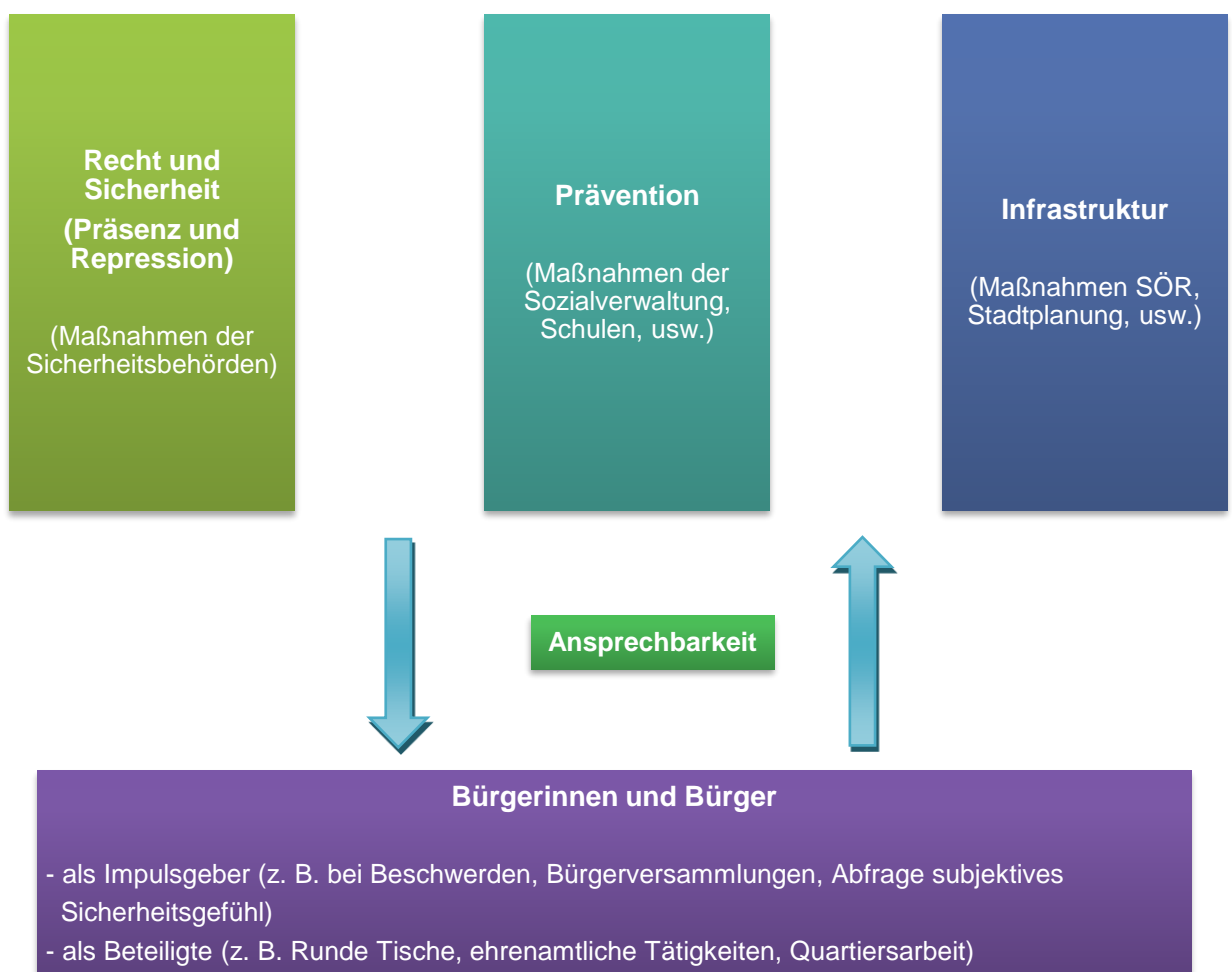 Recht und
Sicherheit
(Präsenz und
Repression)
(Maßnahmen der
Sicherheitsbehörden)
Prävention
(Maßnahmen der
Sozialverwaltung,
Schulen, usw.)
Infrastruktur
(Maßnahmen SÖR,
Stadtplanung, usw.)
Ansprechbarkeit
Bürgerinnen und Bürger
- als Impulsgeber (z. B. bei Beschwerden, Bürgerversammlungen, Abfrage subjektives
Sicherheitsgefühl)
- als Beteiligte (z. B. Runde Tische, ehrenamtliche Tätigkeiten, Quartiersarbeit)